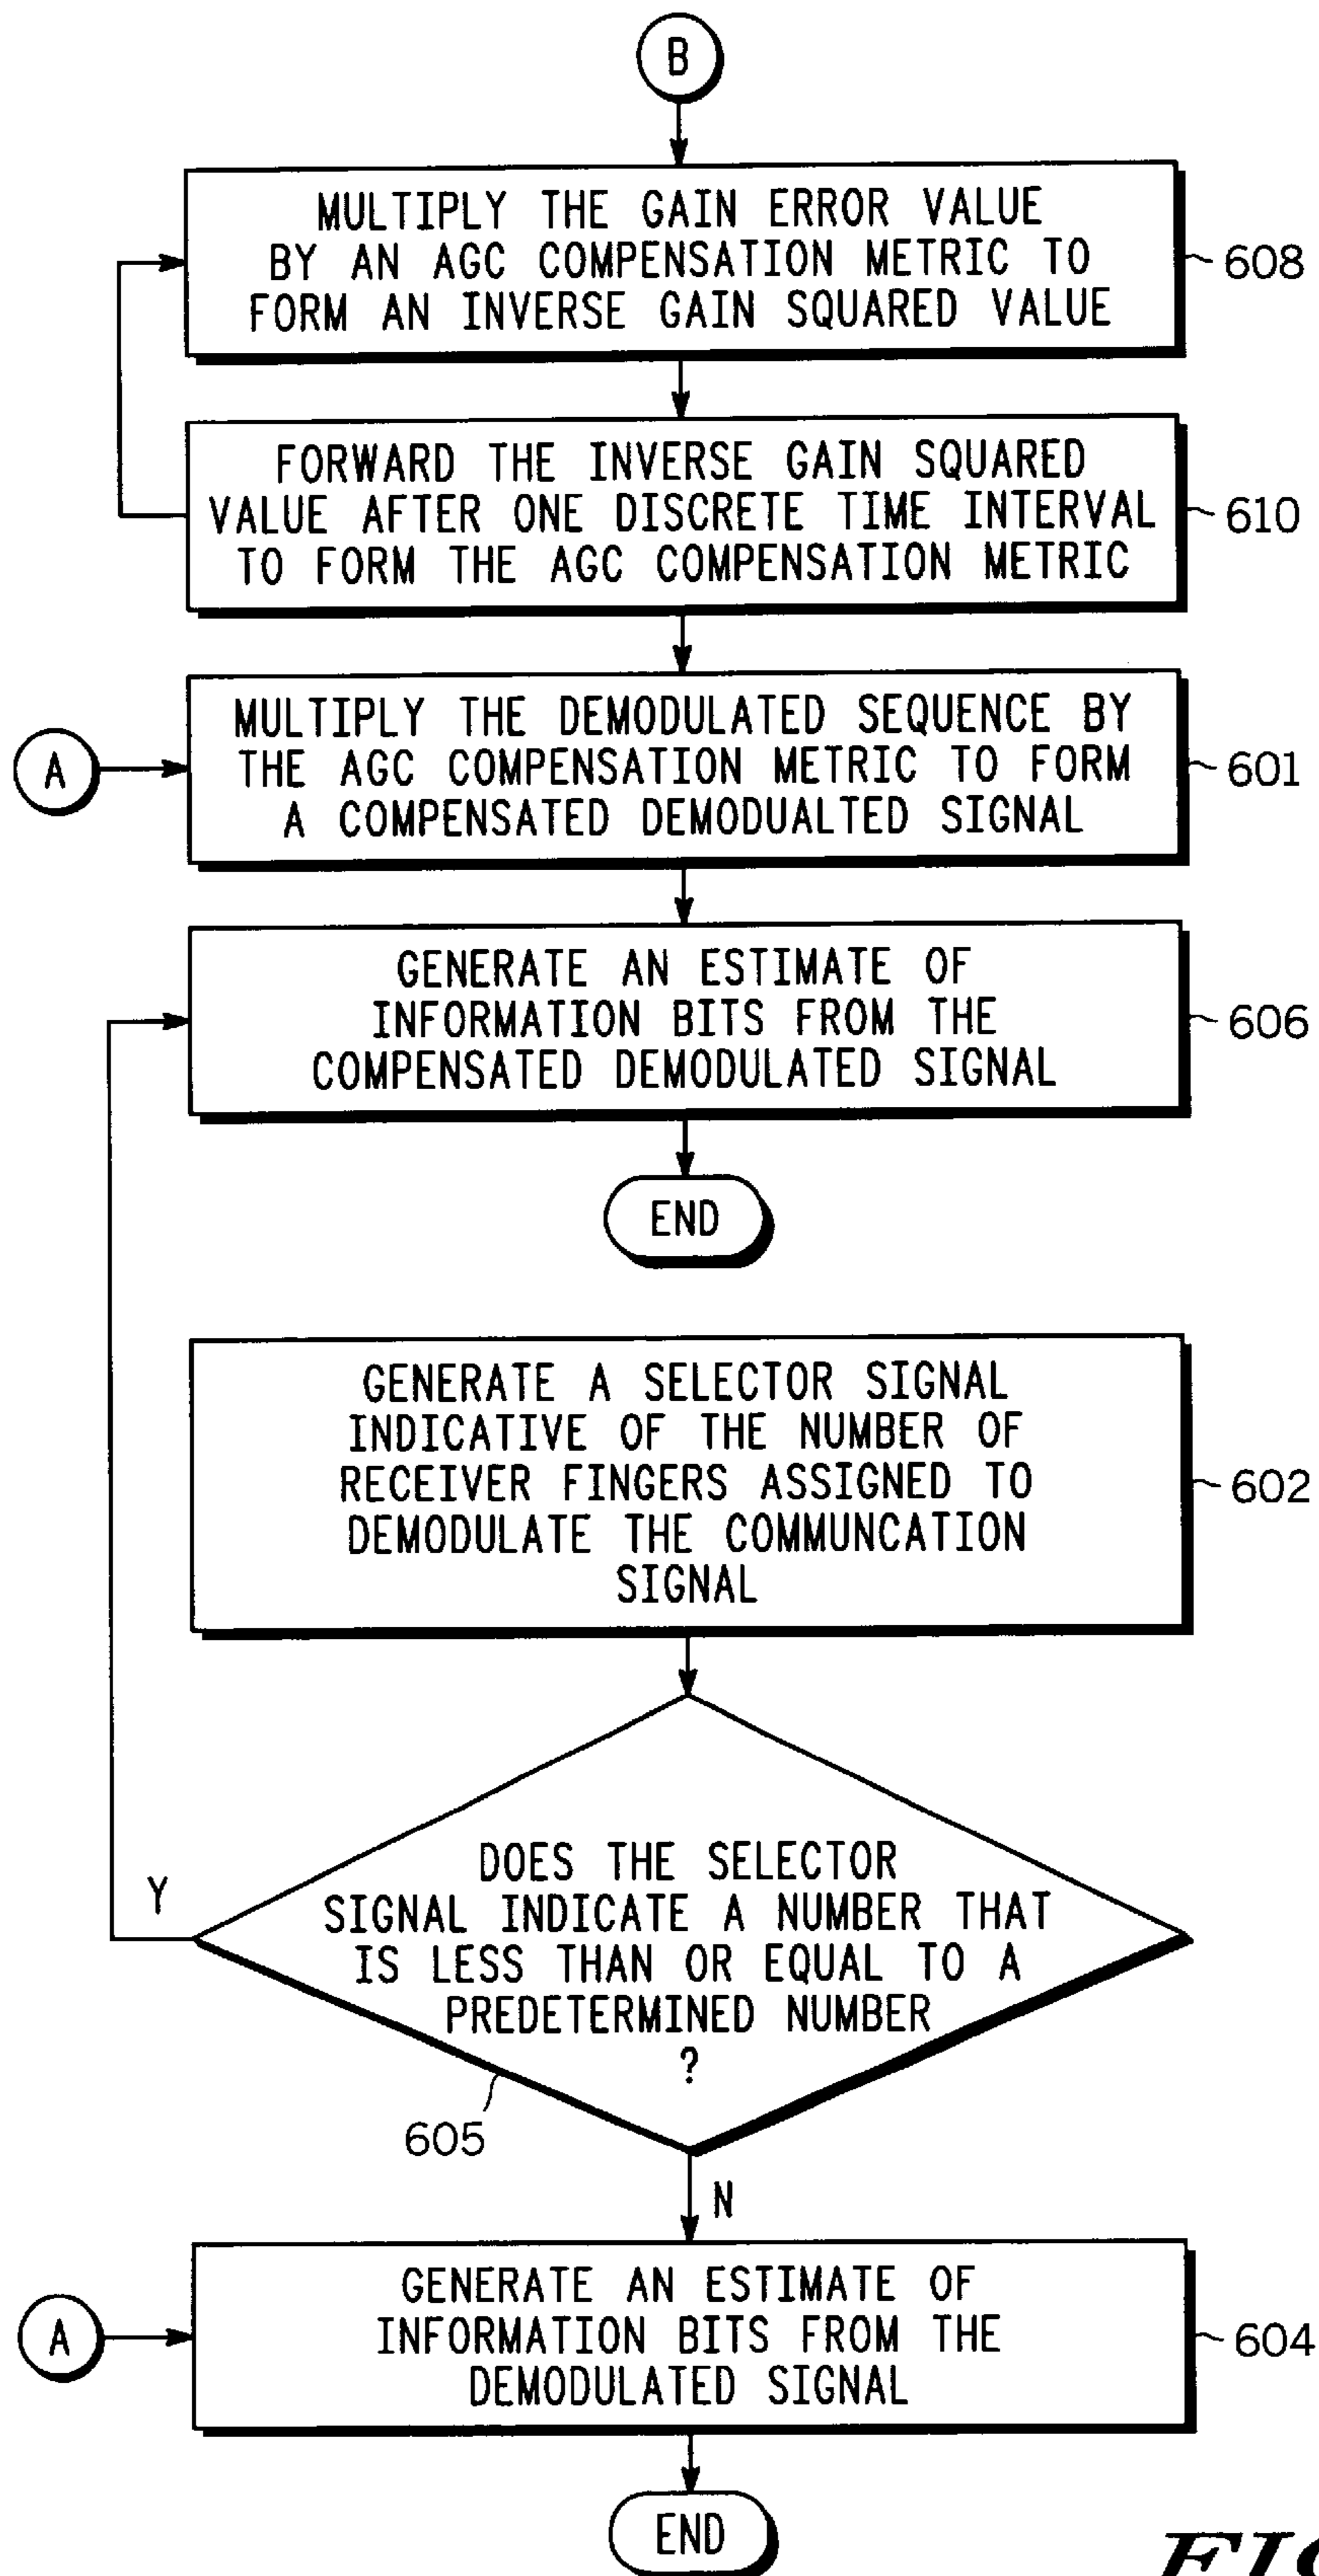 B
MULTIPLY THE GAIN ERROR VALUE
BY AN AGC COMPENSATION METRIC TO
FORM AN INVERSE GAIN SQUARED VALUE
608
FORWARD THE INVERSE GAIN SQUARED
VALUE AFTER ONE DISCRETE TIME INTERVAL
TO FORM THE AGC COMPENSATION METRIC
610
A
MULTIPLY THE DEMODULATED SEQUENCE BY
THE AGC COMPENSATION METRIC TO FORM
A COMPENSATED DEMODUALTED SIGNAL
601
GENERATE AN ESTIMATE OF
INFORMATION BITS FROM THE
COMPENSATED DEMODULATED SIGNAL
606
END
GENERATE A SELECTOR SIGNAL
INDICATIVE OF THE NUMBER OF
RECEIVER FINGERS ASSIGNED TO
DEMODULATE THE COMMUNCATION
SIGNAL
602
Y
DOES THE SELECTOR
SIGNAL INDICATE A NUMBER THAT
IS LESS THAN OR EQUAL TO A
PREDETERMINED NUMBER
?
605
N
A
GENERATE AN ESTIMATE OF
INFORMATION BITS FROM THE
DEMODULATED SIGNAL
604
END